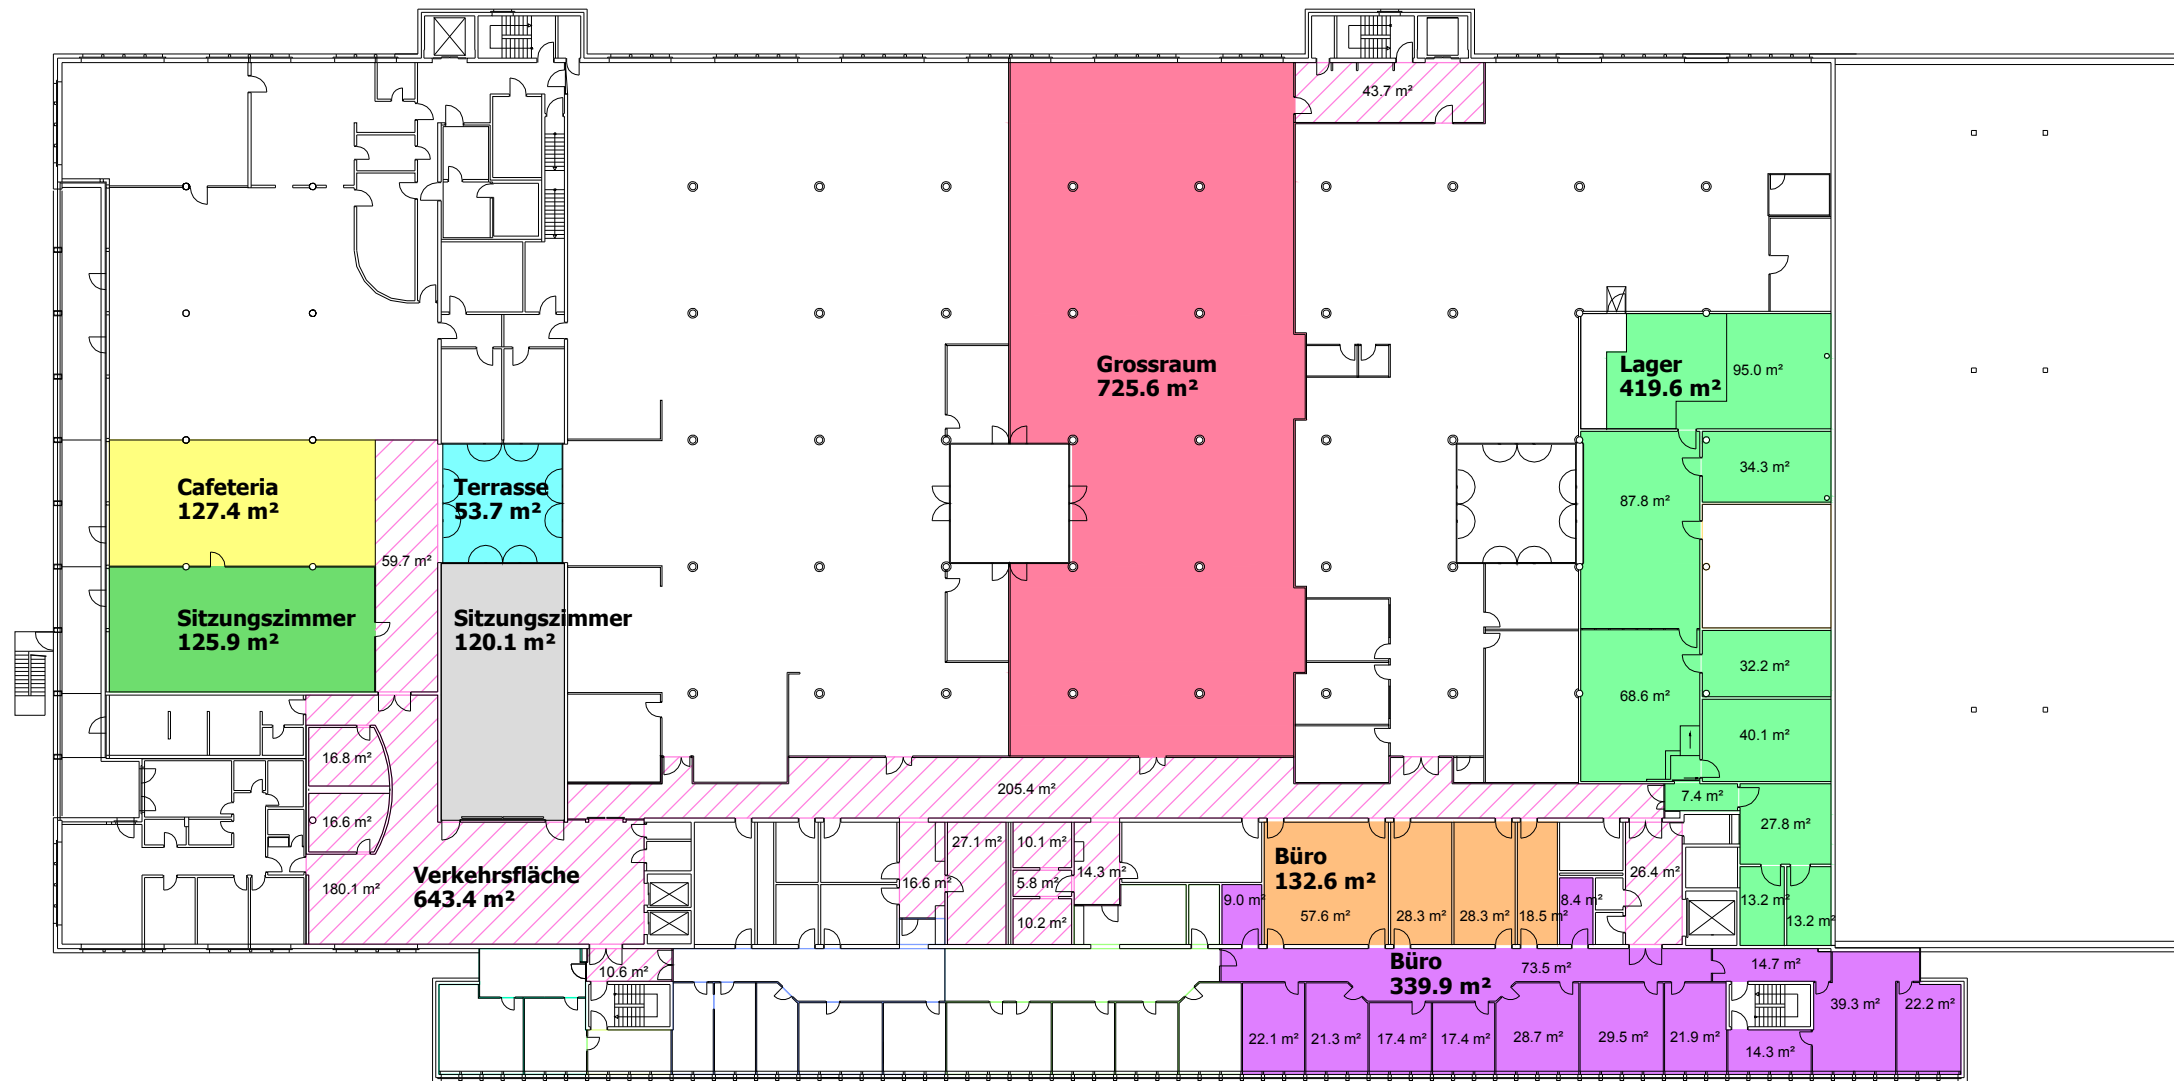 43.7 m²
Grossraum
725.6 m²
Lager
419.6 m²
95.0 m²
Cafeteria
127.4 m²
Terrasse
53.7 m²
34.3 m²
87.8 m²
59.7 m²
Sitzungszimmer
125.9 m²
Sitzungszimmer
120.1 m²
32.2 m²
68.6 m²
40.1 m²
16.8 m²
205.4 m²
7.4 m²
16.6 m²
27.8 m²
27.1 m²
10.1 m²
14.3 m²
Büro
132.6 m²
Verkehrsfläche
643.4 m²
180.1 m²
16.6 m²
5.8 m²
26.4 m²
9.0 m²
8.4 m²
13.2 m²
13.2 m²
10.2 m²
57.6 m²
28.3 m²
28.3 m²
18.5 m²
10.6 m²
Büro
339.9 m²
73.5 m²
14.7 m²
39.3 m²
22.2 m²
22.1 m²
21.3 m²
17.4 m²
17.4 m²
28.7 m²
29.5 m²
21.9 m²
14.3 m²